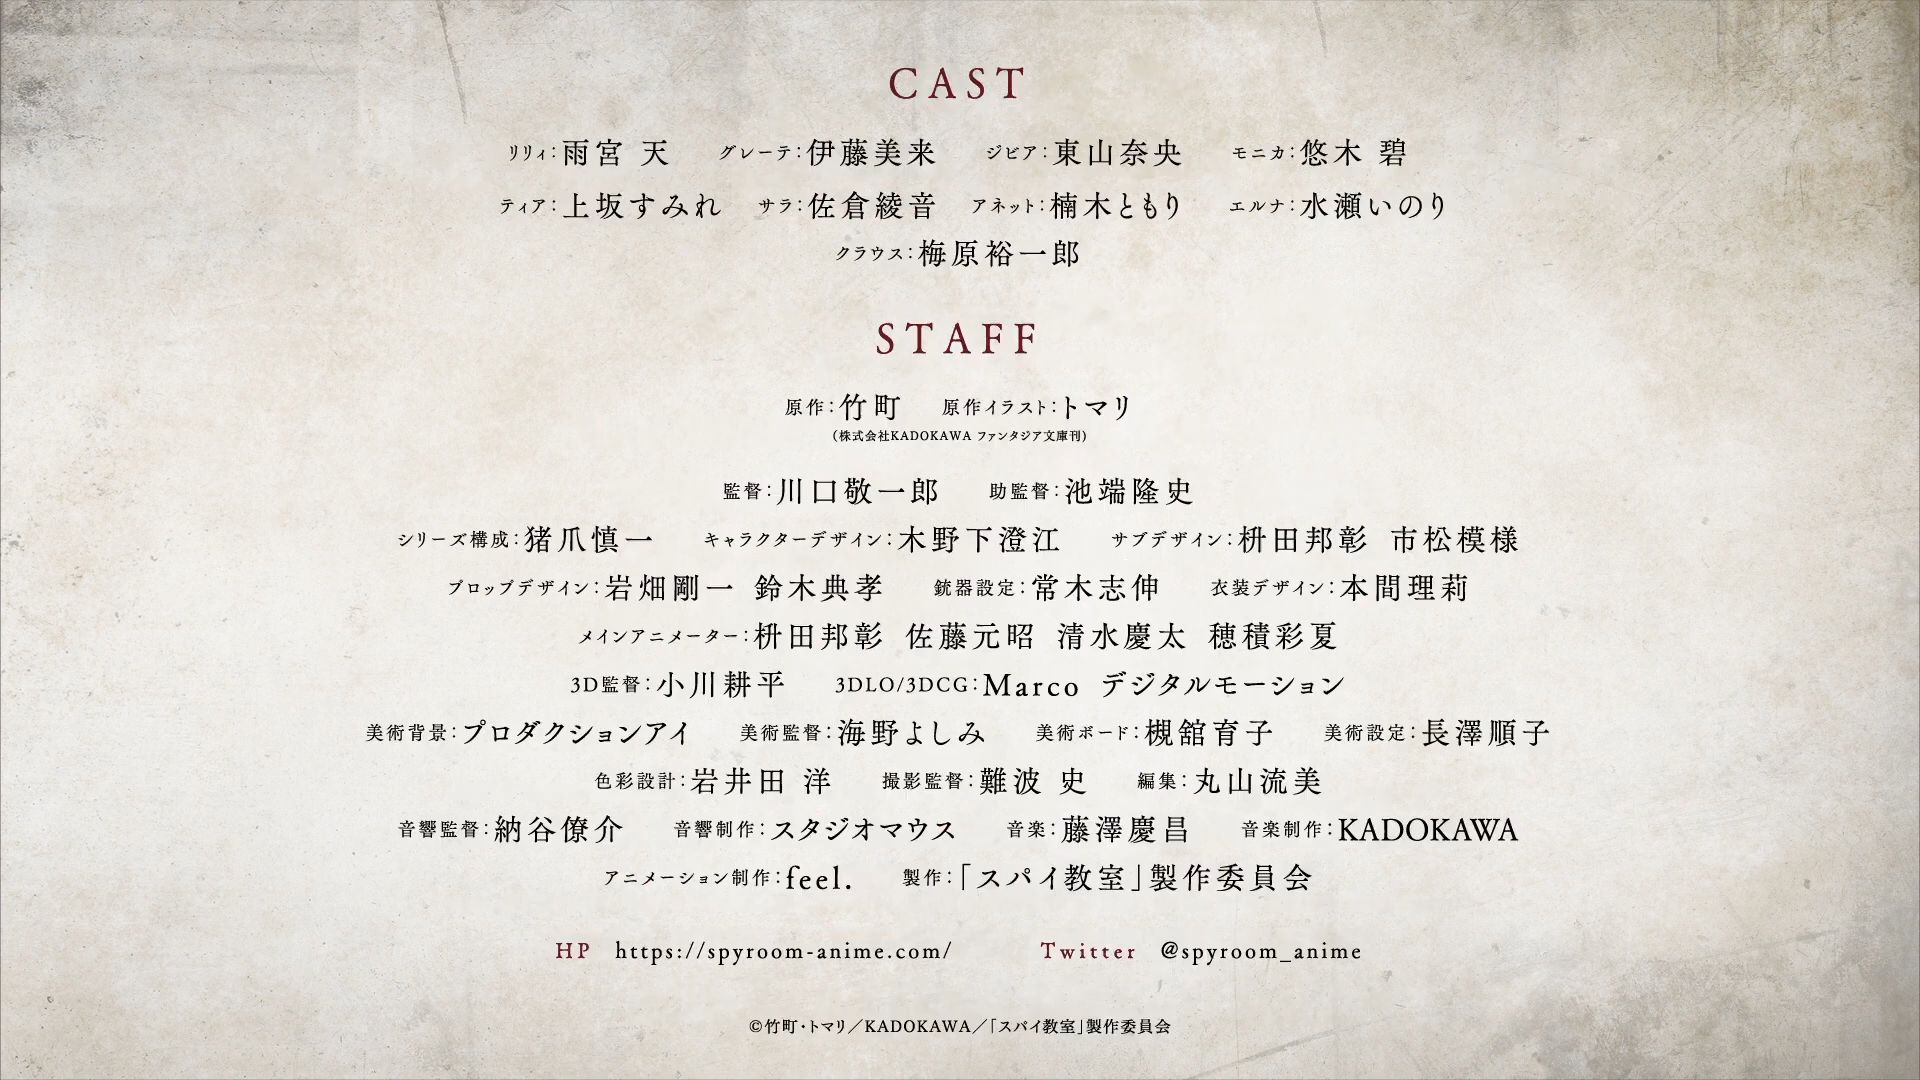 CAST
リリィ:雨宮 天 グレーテ:伊藤美来 ジビア:東山奈央 モニカ:悠木 碧
ティア:上坂すみれ サラ:佐倉綾音 アネット:楠木ともり エルナ:水瀬いのり
クラウス:梅原裕一郎
STAFF
原作:竹町 原作イラスト:トマリ
(株式会社KADOKAWA ファンタジア文庫刊)
監督:川口敬一郎 助監督:池端隆史
シリーズ構成:猪爪慎一 キャラクターデザイン:木野下澄江 サブデザイン:枡田邦彰 市松模様
プロップデザイン:岩畑剛一 鈴木典孝 銃器設定:常木志伸 衣装デザイン:本間理莉
メインアニメーター:枡田邦彰 佐藤元昭 清水慶太 穂積彩夏
3D監督:小川耕平 3DLO/3DCG:Marco デジタルモーション
美術背景:プロダクションアイ 美術監督:海野よしみ 美術ボード:槻舘育子 美術設定:長澤順子
色彩設計:岩井田 洋 撮影監督:難波 史 編集:丸山流美
音響監督:納谷僚介 音響制作:スタジオマウス 音楽:藤澤慶昌 音楽制作:KADOKAWA
アニメーション制作:feel. 製作:「スパイ教室」製作委員会
HP https://spyroom-anime.com/ Twitter @spyroom_anime
©竹町・トマリ／KADOKAWA／「スパイ教室」製作委員会